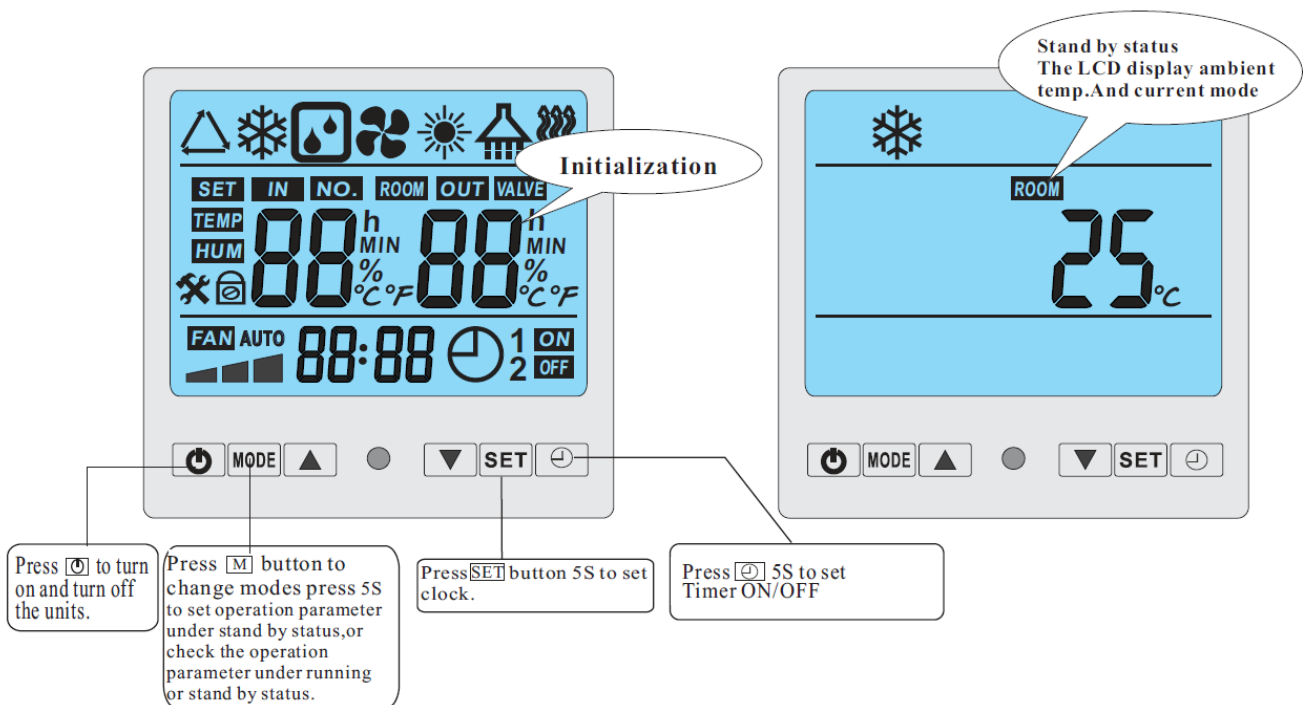 Stand by status
The LCD display ambient
temp.And current mode
Initialization
SET IN NO. ROOM OUT VALVE
TEMP
HUM
88 h MIN % °C °F 88 h MIN % °C °F
FAN AUTO 88:88 1 ON
2 OFF
MODE SET
ROOM
25 °C
MODE SET
Press to turn
on and turn off
the units.
Press M button to
change modes press 5S
to set operation parameter
under stand by status,or
check the operation
parameter under running
or stand by status.
Press SET button 5S to set
clock.
Press 5S to set
Timer ON/OFF